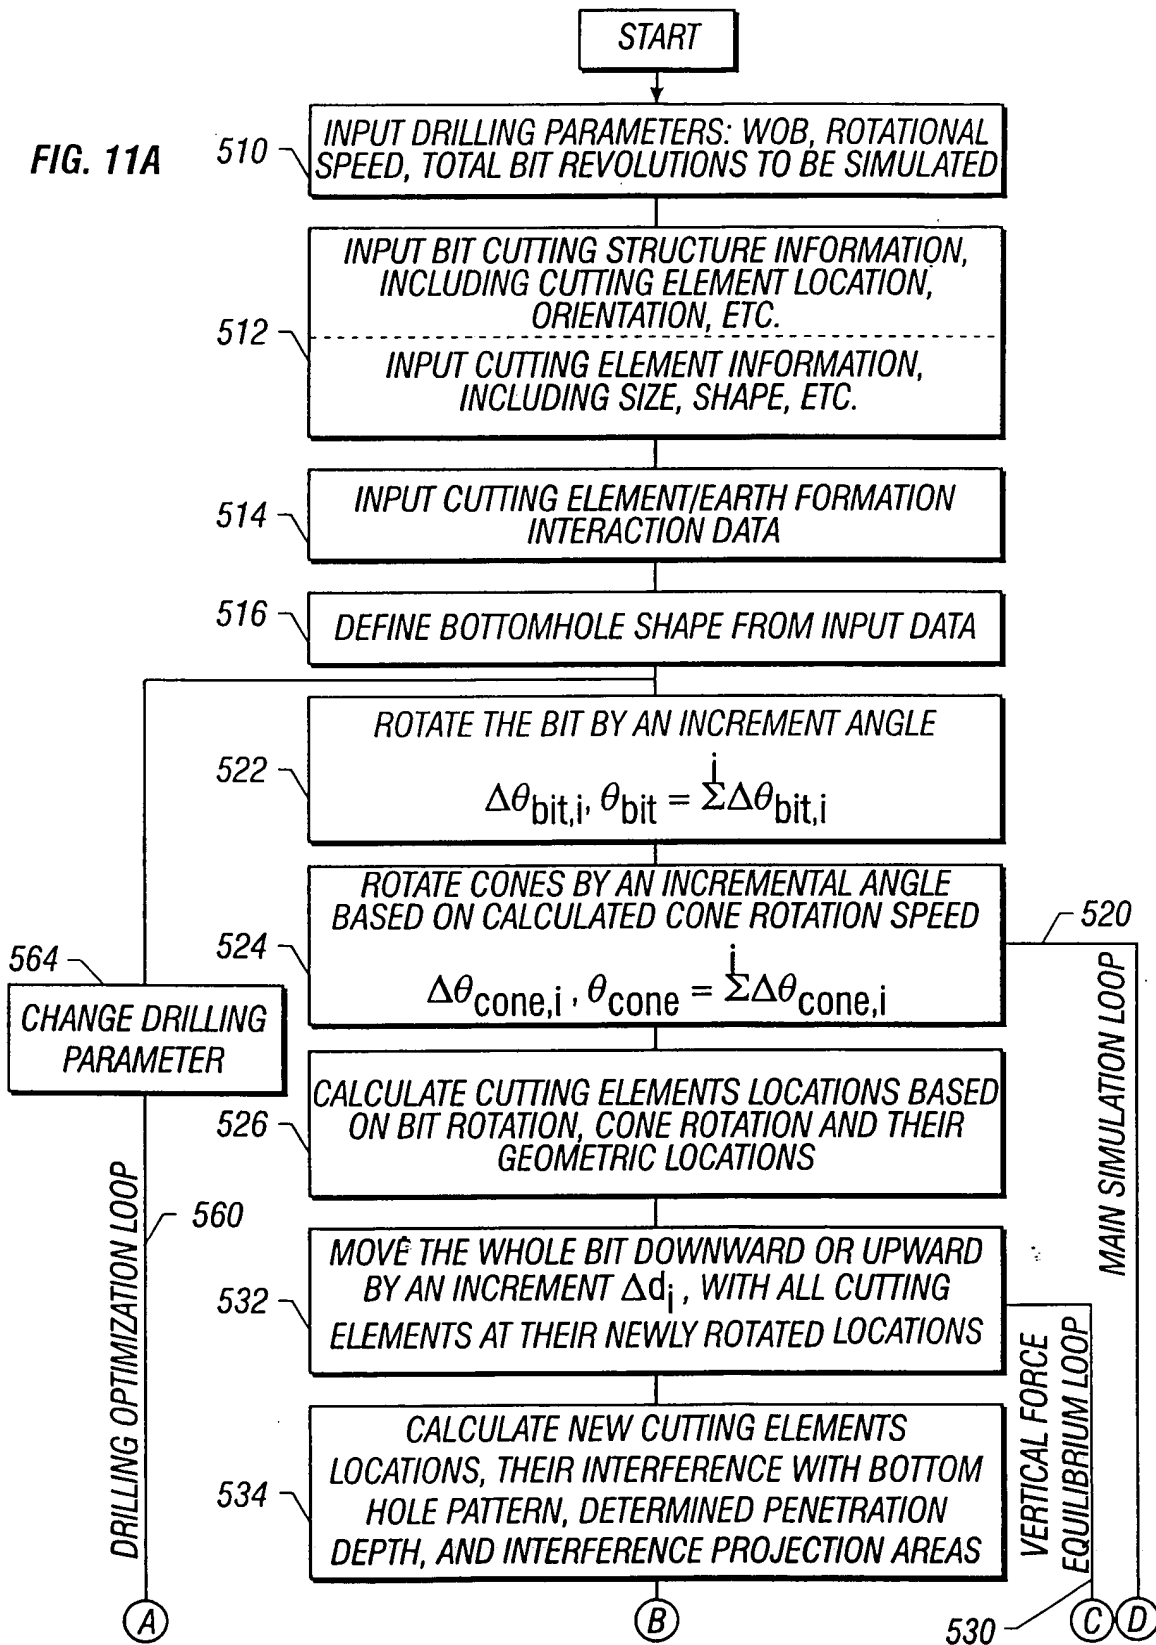 START
FIG. 11A
510
INPUT DRILLING PARAMETERS: WOB, ROTATIONAL
SPEED, TOTAL BIT REVOLUTIONS TO BE SIMULATED
512
INPUT BIT CUTTING STRUCTURE INFORMATION,
INCLUDING CUTTING ELEMENT LOCATION,
ORIENTATION, ETC.
INPUT CUTTING ELEMENT INFORMATION,
INCLUDING SIZE, SHAPE, ETC.
514
INPUT CUTTING ELEMENT/EARTH FORMATION
INTERACTION DATA
516
DEFINE BOTTOMHOLE SHAPE FROM INPUT DATA
522
ROTATE THE BIT BY AN INCREMENT ANGLE
i
Δθbit,i, θbit = ΣΔθbit,i
524
ROTATE CONES BY AN INCREMENTAL ANGLE
BASED ON CALCULATED CONE ROTATION SPEED
i
Δθcone,i , θcone = ΣΔθcone,i
520
MAIN SIMULATION LOOP
564
CHANGE DRILLING
PARAMETER
526
CALCULATE CUTTING ELEMENTS LOCATIONS BASED
ON BIT ROTATION, CONE ROTATION AND THEIR
GEOMETRIC LOCATIONS
560
DRILLING OPTIMIZATION LOOP
532
MOVE THE WHOLE BIT DOWNWARD OR UPWARD
BY AN INCREMENT Δdi , WITH ALL CUTTING
ELEMENTS AT THEIR NEWLY ROTATED LOCATIONS
534
CALCULATE NEW CUTTING ELEMENTS
LOCATIONS, THEIR INTERFERENCE WITH BOTTOM
HOLE PATTERN, DETERMINED PENETRATION
DEPTH, AND INTERFERENCE PROJECTION AREAS
VERTICAL FORCE
EQUILIBRIUM LOOP
530
A
B
C
D